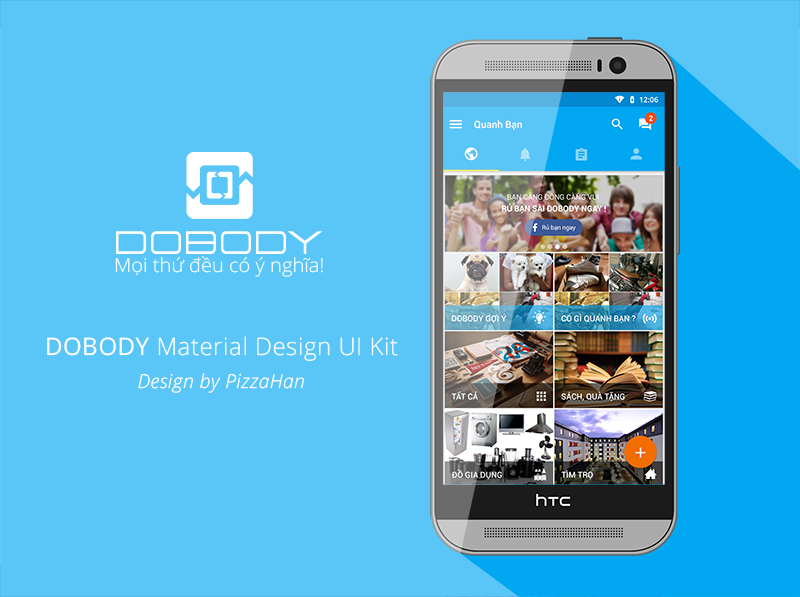 DOBODY
Mọi thứ đều có ý nghĩa!
DOBODY Material Design UI Kit
Design by PizzaHan
12:06
Quanh Bạn
2
BẠN CÀNG ĐÔNG CÀNG VUI
RỦ BẠN SÀI DOBODY NGAY !
f Rủ bạn ngay
DOBODY GỢI Ý
CÓ GÌ QUANH BẠN ?
TẤT CẢ
SÁCH, QUÀ TẶNG
ĐỒ GIA DỤNG
TÌM TRỌ
+
hTC